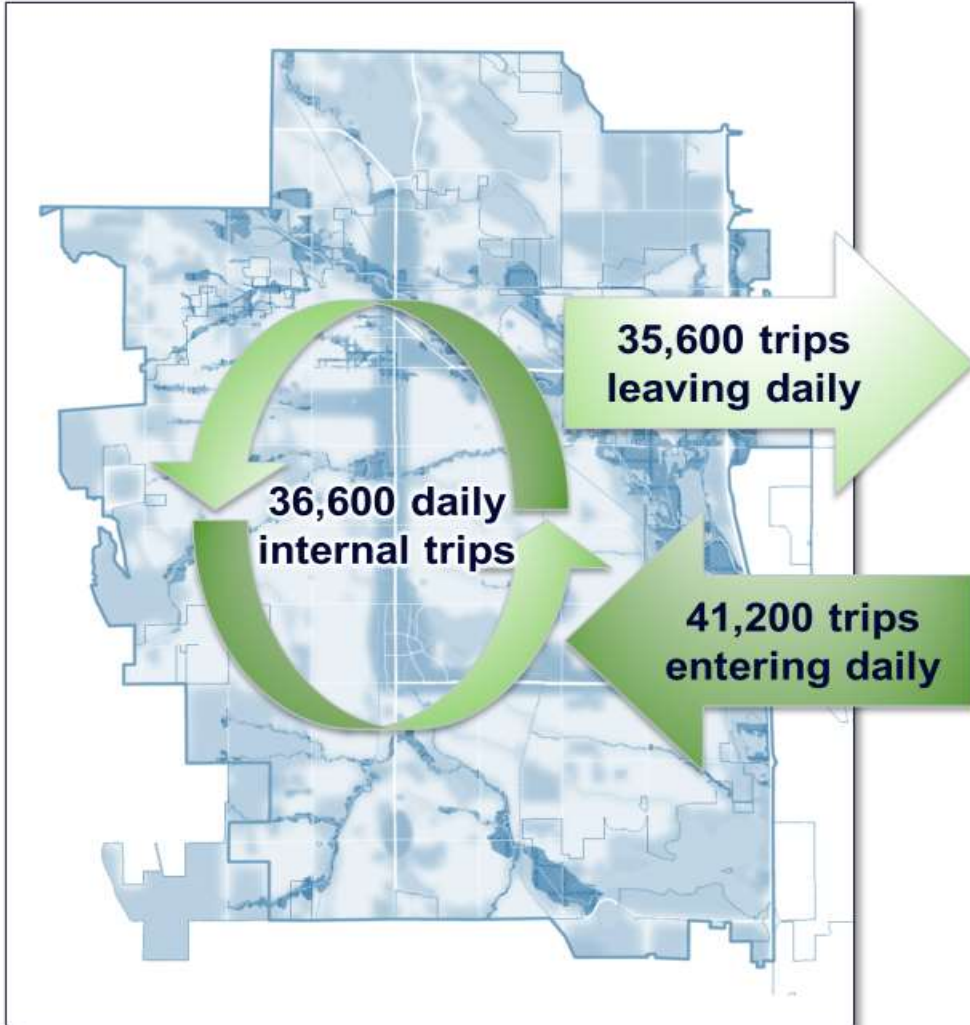 35,600 trips
leaving daily
36,600 daily
internal trips
41,200 trips
entering daily